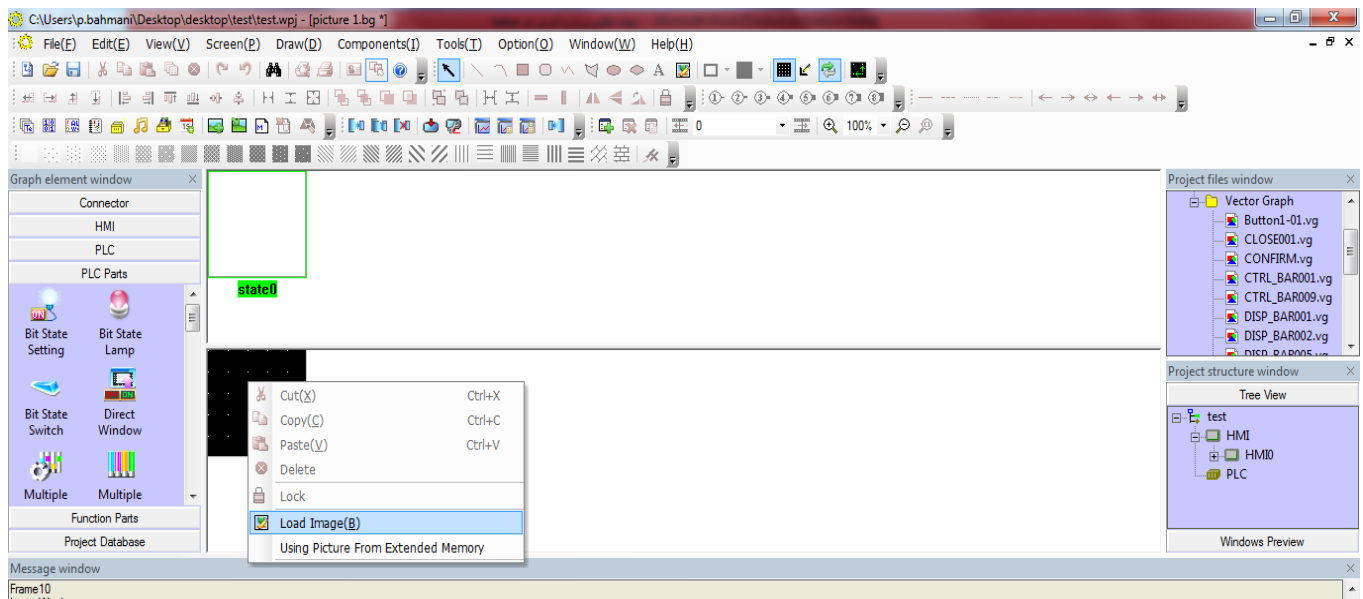 C:\Users\p.bahmani\Desktop\desktop\test\test.wpj - [picture 1.bg *]
File(F) Edit(E) View(V) Screen(P) Draw(D) Components(I) Tools(T) Option(O) Window(W) Help(H)
0 100%
Graph element window
Connector
HMI
PLC
PLC Parts
Bit State Setting
Bit State Lamp
Bit State Switch
Direct Window
Multiple
Multiple
Function Parts
Project Database
state0
Cut(X) Ctrl+X
Copy(C) Ctrl+C
Paste(V) Ctrl+V
Delete
Lock
Load Image(B)
Using Picture From Extended Memory
Project files window
Vector Graph
Button1-01.vg
CLOSE001.vg
CONFIRM.vg
CTRL_BAR001.vg
CTRL_BAR009.vg
DISP_BAR001.vg
DISP_BAR002.vg
Project structure window
Tree View
test
HMI
HMI0
PLC
Windows Preview
Message window
Frame10